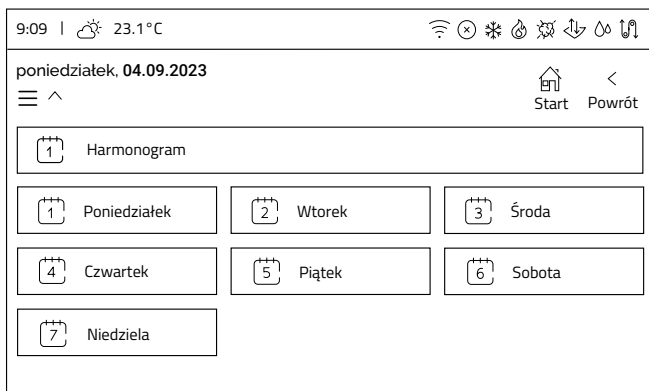 9:09 | 23.1°C
poniedziałek, 04.09.2023
Start Powrót
1 Harmonogram
1 Poniedziałek 2 Wtorek 3 Środa
4 Czwartek 5 Piątek 6 Sobota
7 Niedziela